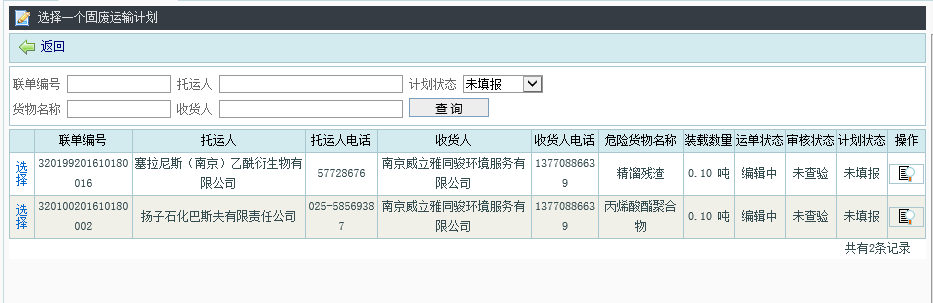 选择一个固废运输计划
返回
联单编号 托运人 计划状态 未填报
货物名称 收货人 查 询
联单编号 托运人 托运人电话 收货人 收货人电话 危险货物名称 装载数量 运单状态 审核状态 计划状态 操作
选择 320199201610180016 塞拉尼斯（南京）乙酰衍生物有限公司 57728676 南京威立雅同骏环境服务有限公司 13770886639 精馏残渣 0.10 吨 编辑中 未查验 未填报
选择 320100201610180002 扬子石化巴斯夫有限责任公司 025-58569387 南京威立雅同骏环境服务有限公司 13770886639 丙烯酸酯聚合物 0.10 吨 编辑中 未查验 未填报
共有2条记录